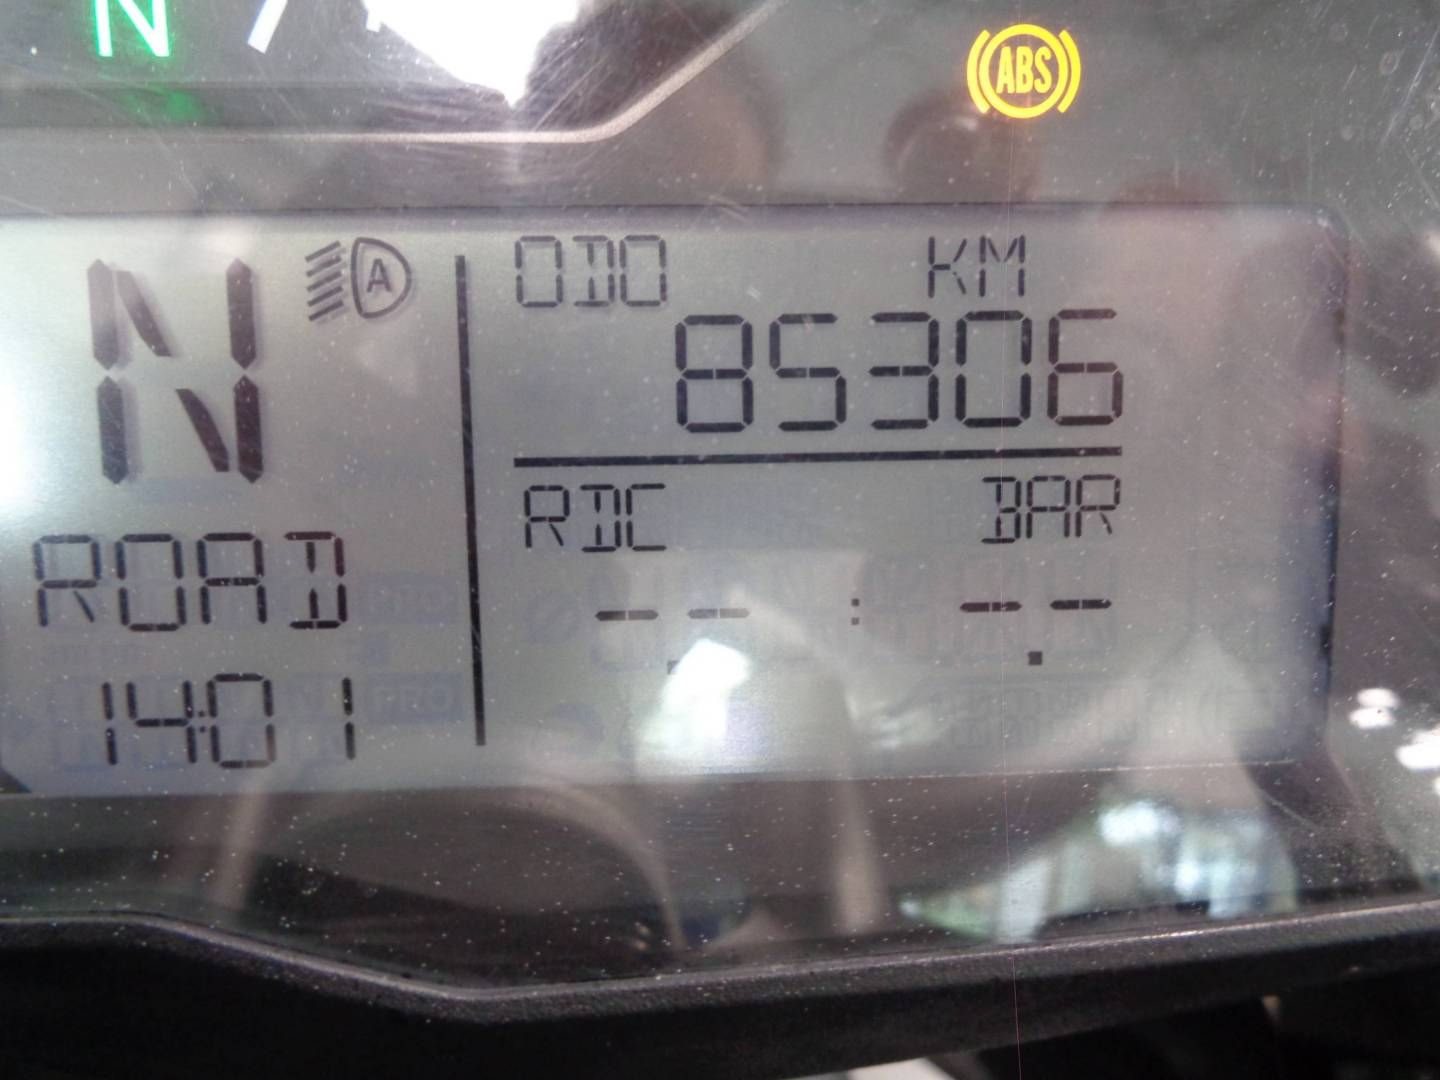 N
ABS
N
A
ODO KM
85306
RDC BAR
-- : -.-
ROAD
14:01